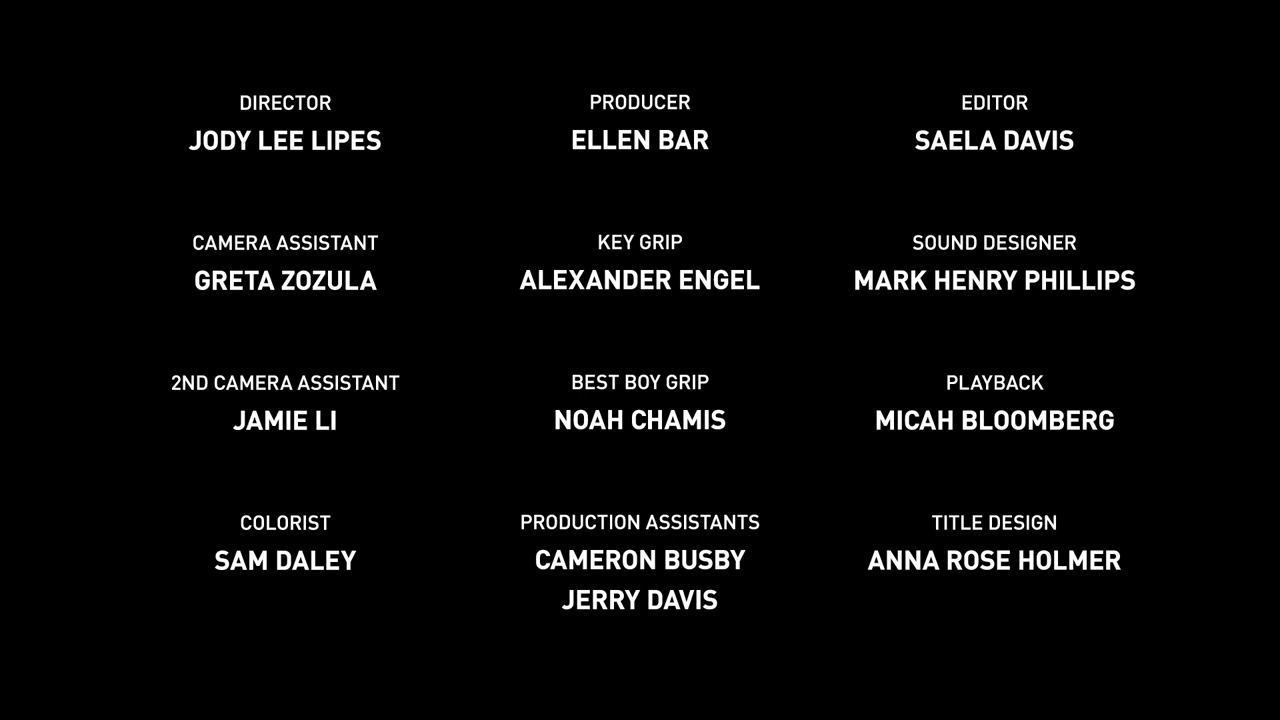 DIRECTOR
JODY LEE LIPES
PRODUCER
ELLEN BAR
EDITOR
SAELA DAVIS
CAMERA ASSISTANT
GRETA ZOZULA
KEY GRIP
ALEXANDER ENGEL
SOUND DESIGNER
MARK HENRY PHILLIPS
2ND CAMERA ASSISTANT
JAMIE LI
BEST BOY GRIP
NOAH CHAMIS
PLAYBACK
MICAH BLOOMBERG
COLORIST
SAM DALEY
PRODUCTION ASSISTANTS
CAMERON BUSBY
JERRY DAVIS
TITLE DESIGN
ANNA ROSE HOLMER